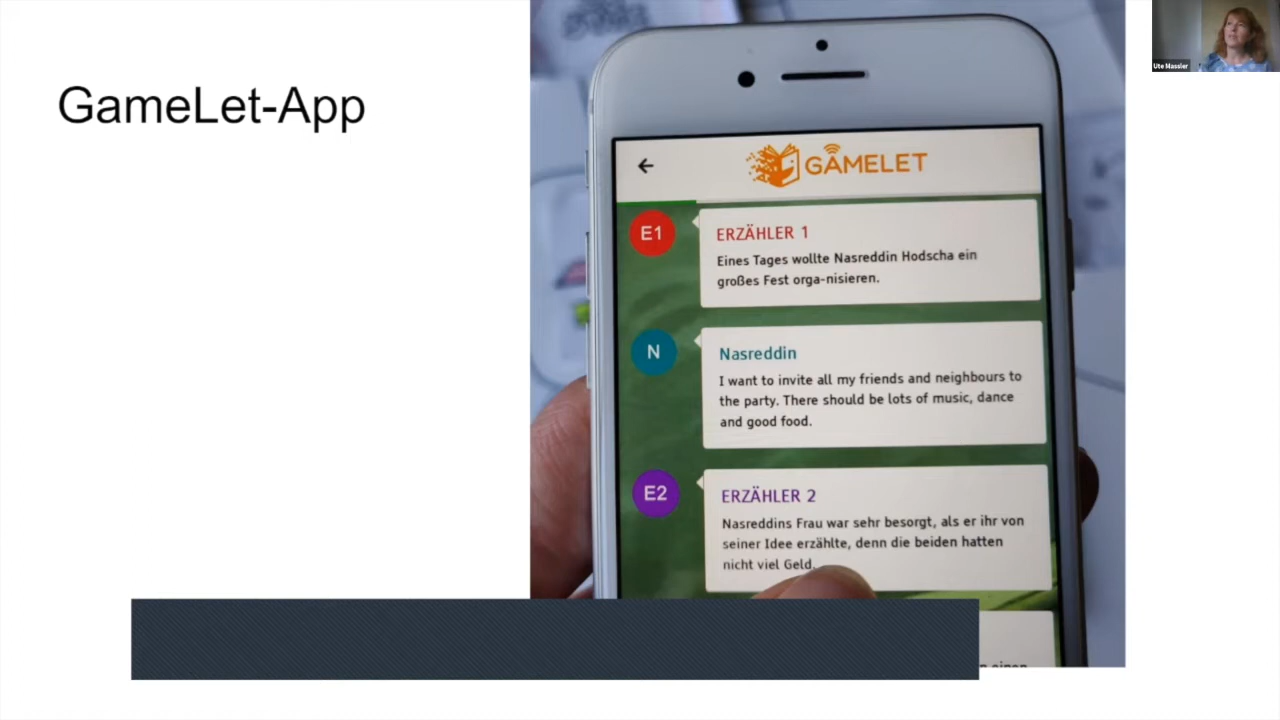 GameLet-App
Ute Massler
GAMELET
E1
ERZÄHLER 1
Eines Tages wollte Nasreddin Hodscha ein
großes Fest orga-nisieren.
N
Nasreddin
I want to invite all my friends and neighbours to
the party. There should be lots of music, dance
and good food.
E2
ERZÄHLER 2
Nasreddins Frau war sehr besorgt, als er ihr von
seiner Idee erzählte, denn die beiden hatten
nicht viel Geld.